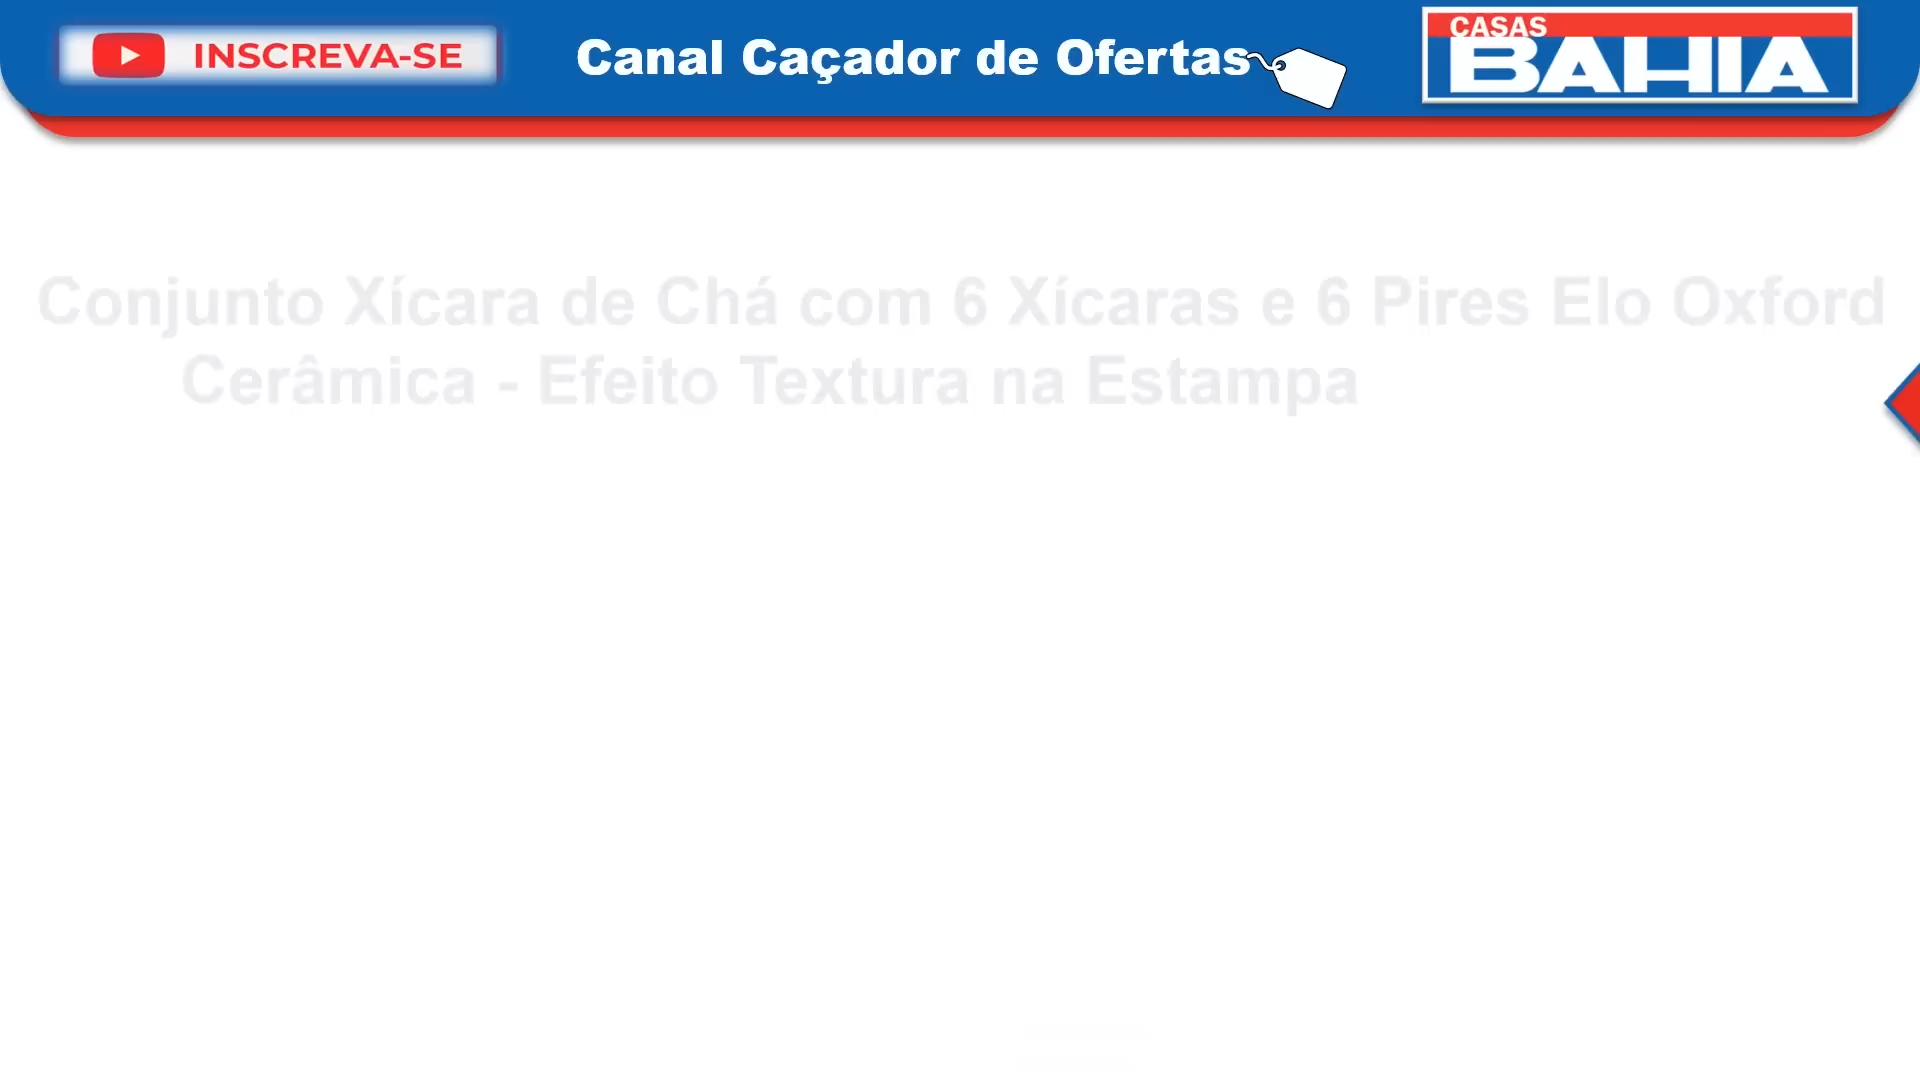 INSCREVA-SE
Canal Caçador de Ofertas
CASAS
BAHIA
Conjunto Xícara de Chá com 6 Xícaras e 6 Pires Elo Oxford
Cerâmica - Efeito Textura na Estampa